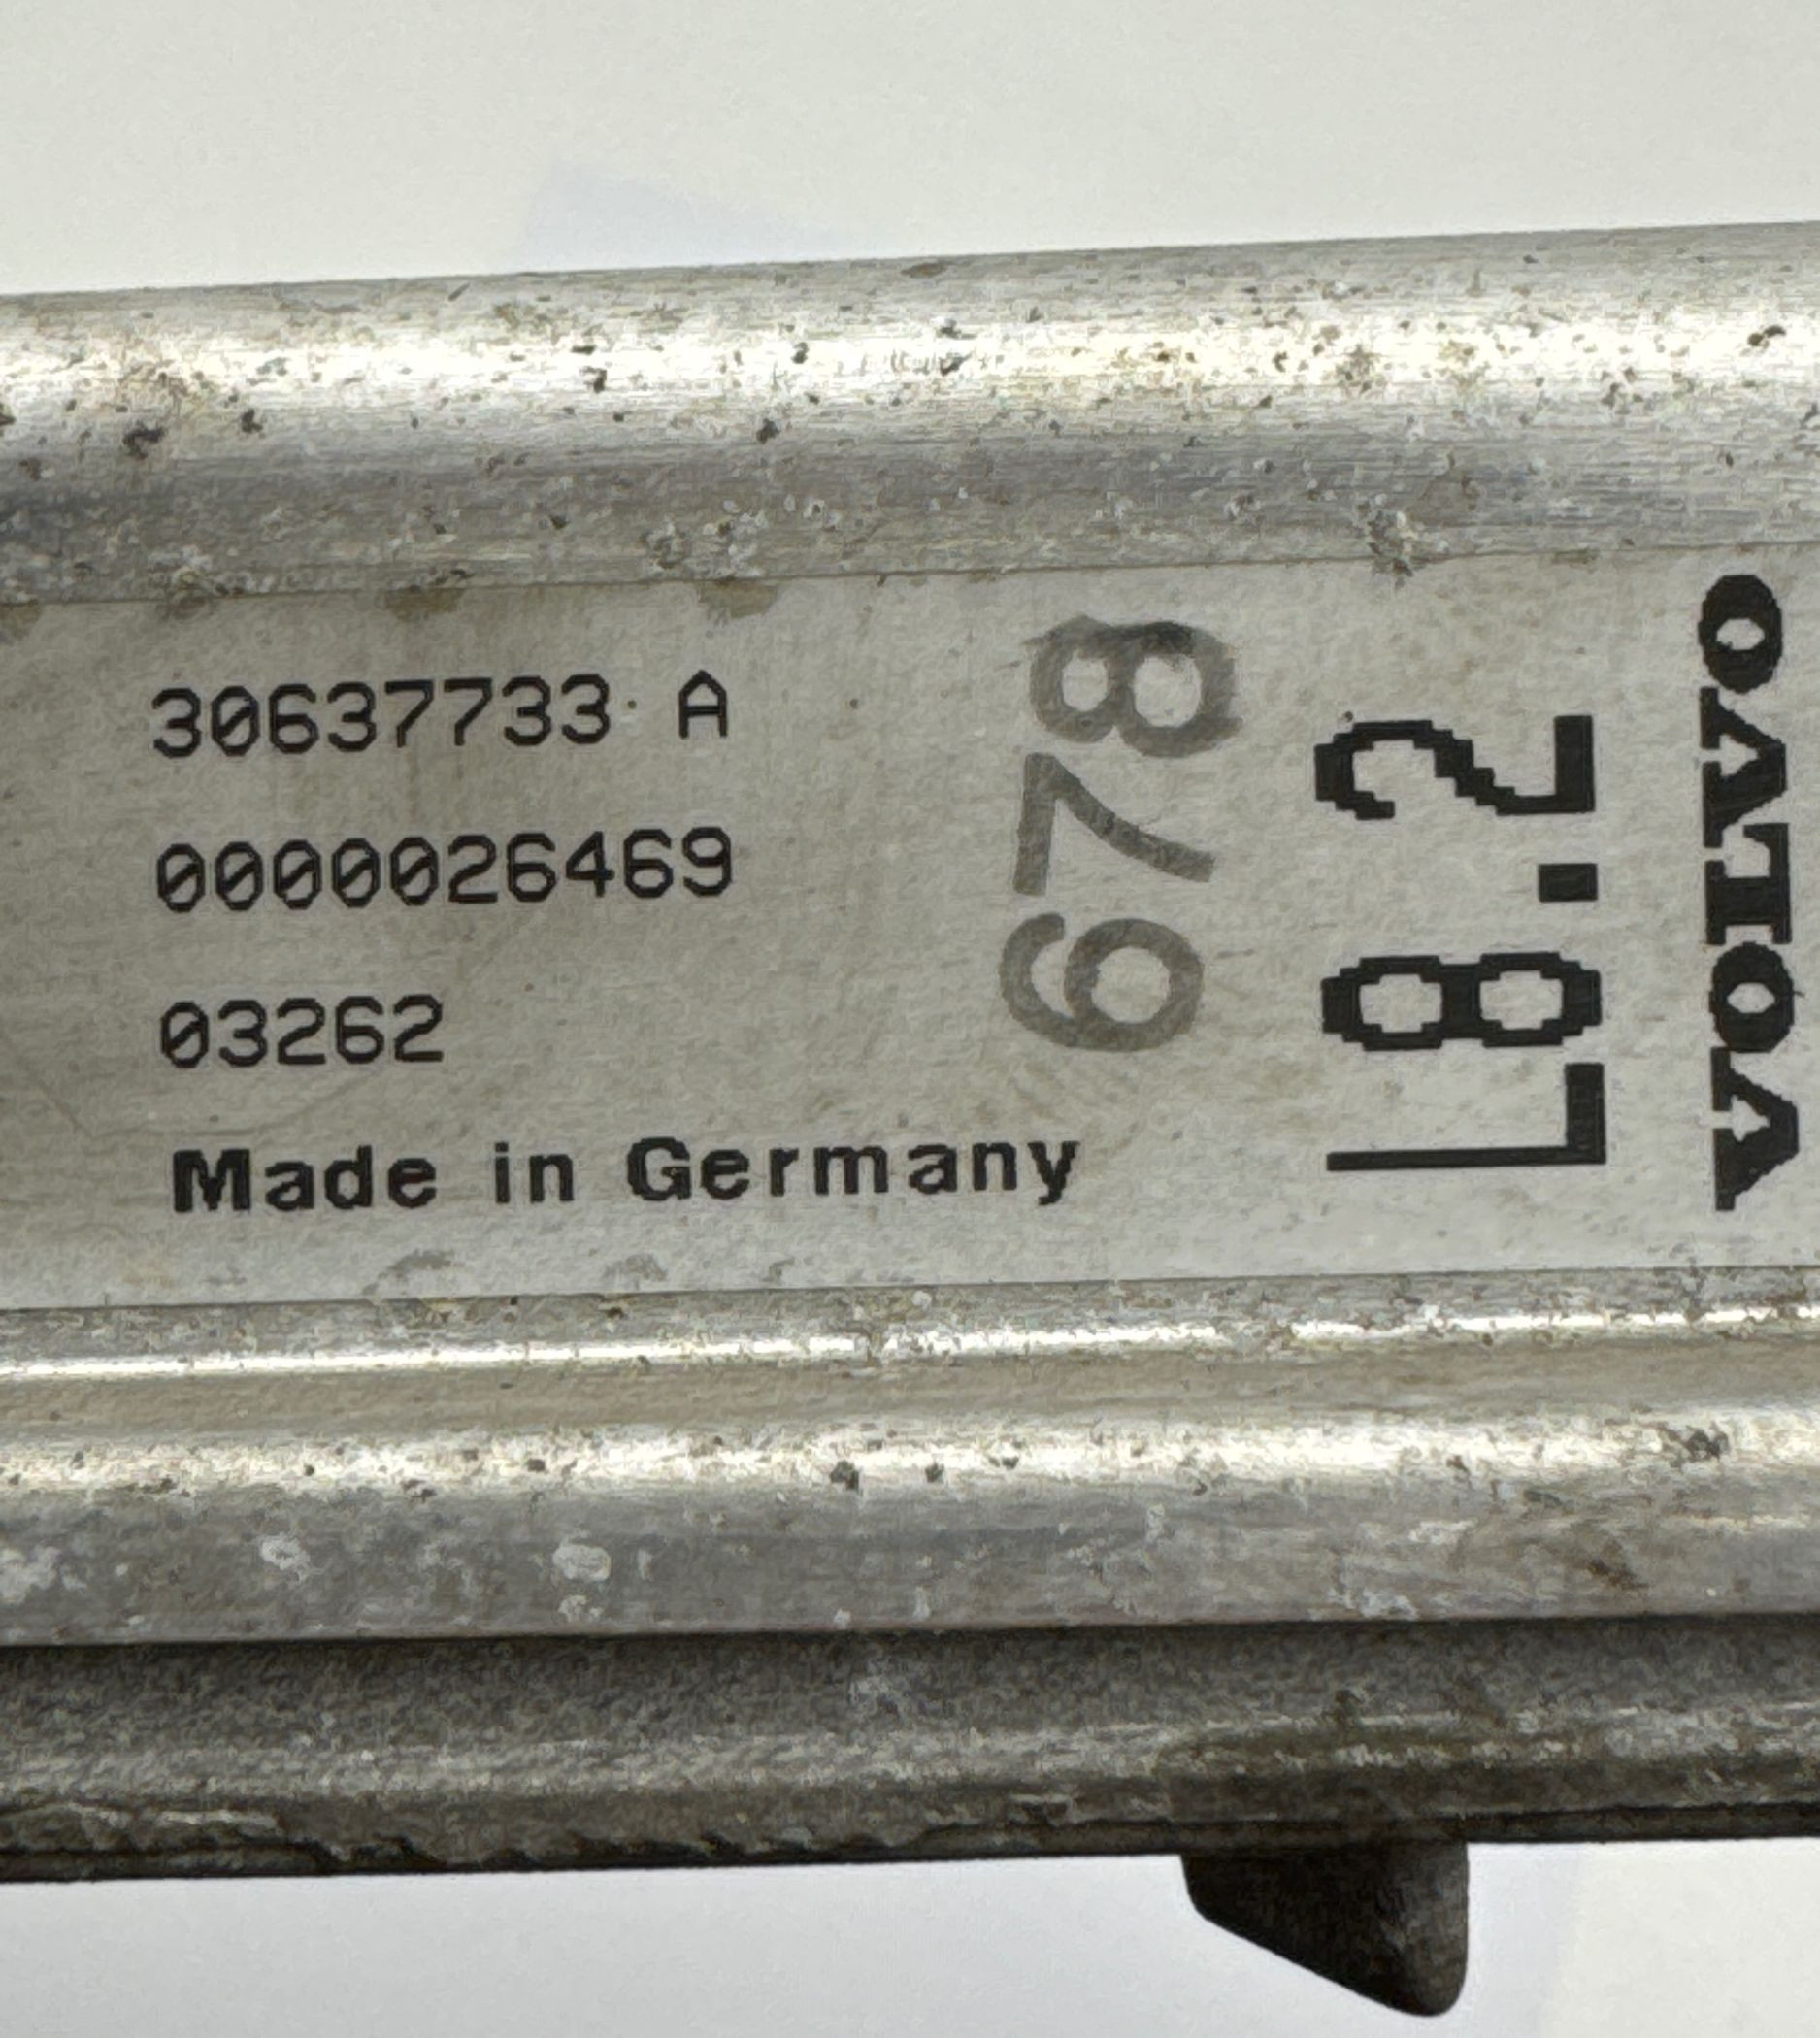 30637733 A
0000026469
03262
Made in Germany
678
L8.2
VOLVO